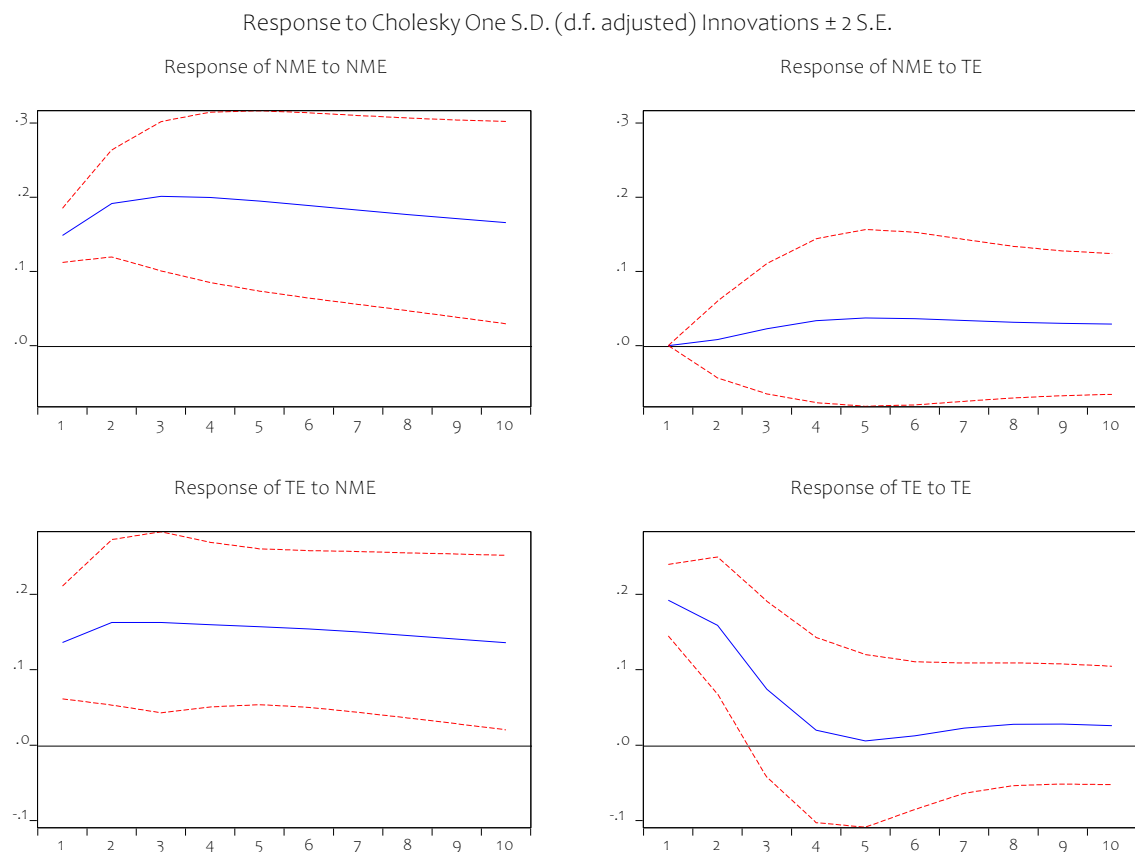 Response to Cholesky One S.D. (d.f. adjusted) Innovations ± 2 S.E.
Response of NME to NME
.3
.2
.1
.0
1 2 3 4 5 6 7 8 9 10
Response of NME to TE
.3
.2
.1
.0
1 2 3 4 5 6 7 8 9 10
Response of TE to NME
.2
.1
.0
-.1
1 2 3 4 5 6 7 8 9 10
Response of TE to TE
.2
.1
.0
-.1
1 2 3 4 5 6 7 8 9 10